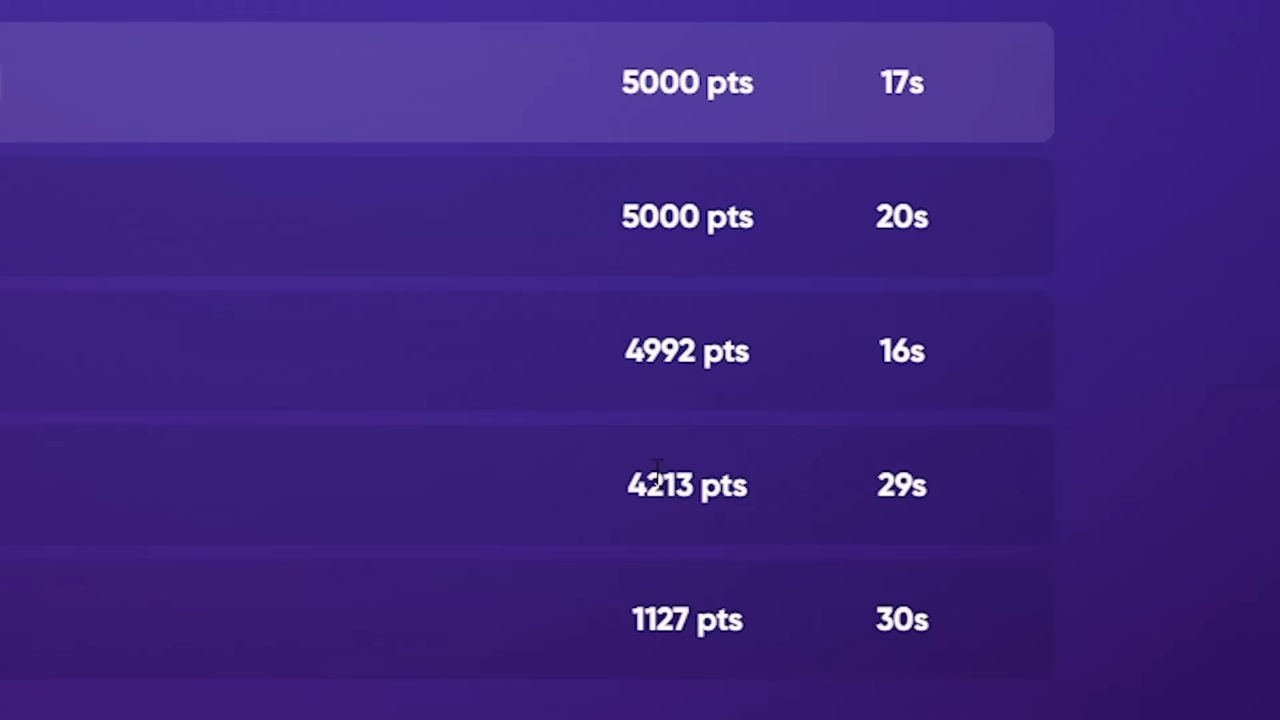 5000 pts 17s
5000 pts 20s
4992 pts 16s
4213 pts 29s
1127 pts 30s